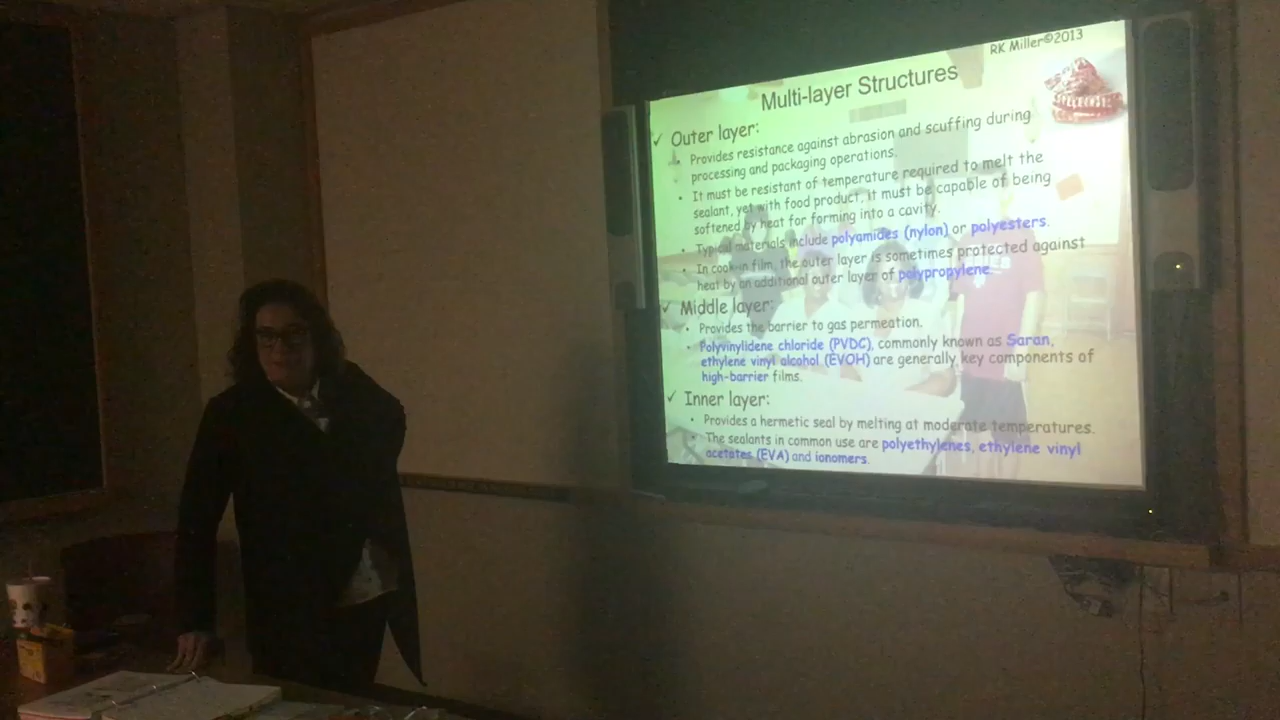 RK Miller©2013
Multi-layer Structures
✓ Outer layer:
• Provides resistance against abrasion and scuffing during
processing and packaging operations.
• It must be resistant of temperature required to melt the
sealant, yet with food product, it must be capable of being
softened by heat for forming into a cavity.
• Typical materials include polyamides (nylon) or polyesters.
• In cook-in film, the outer layer is sometimes protected against
heat by an additional outer layer of polypropylene.
✓ Middle layer:
• Provides the barrier to gas permeation.
• Polyvinylidene chloride (PVDC), commonly known as Saran,
ethylene vinyl alcohol (EVOH) are generally key components of
high-barrier films.
✓ Inner layer:
• Provides a hermetic seal by melting at moderate temperatures.
• The sealants in common use are polyethylenes, ethylene vinyl
acetates (EVA) and ionomers.